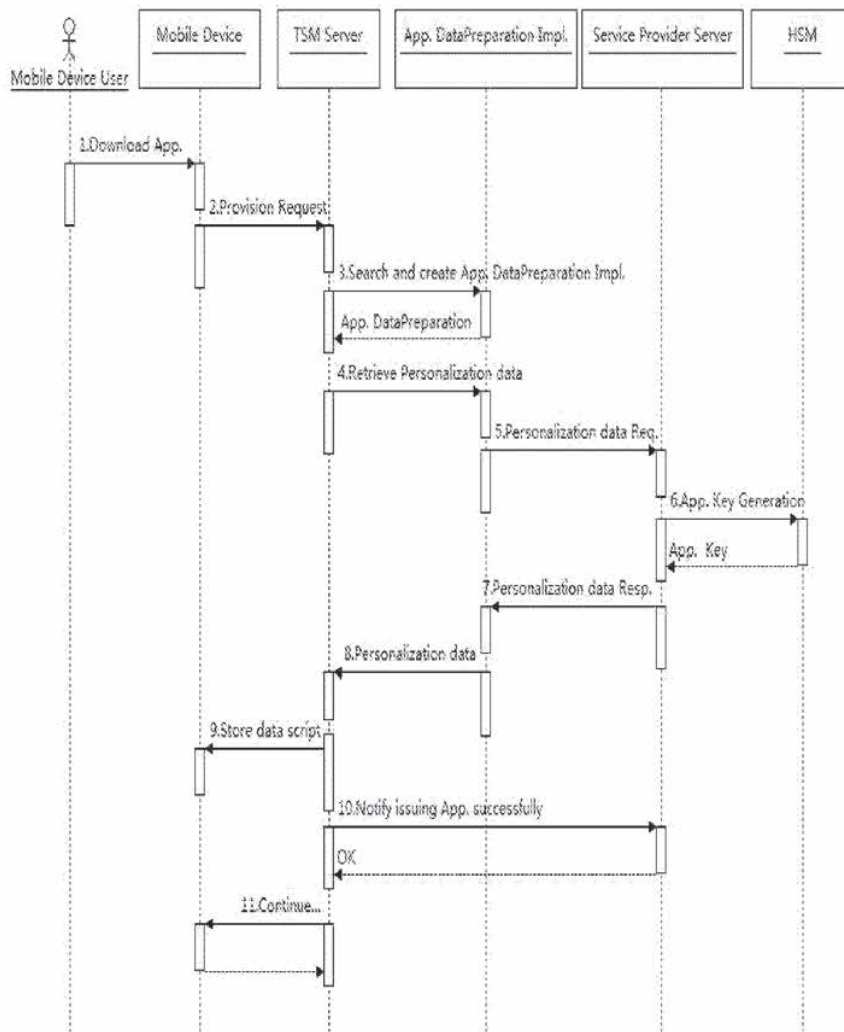 Mobile Device User
Mobile Device
TSM Server
App. DataPreparation Impl.
Service Provider Server
HSM
1.Download App.
2.Provision Request
3.Search and create App. DataPreparation Impl.
App. DataPreparation
4.Retrieve Personalization data
5.Personalization data Req.
6.App. Key Generation
App. Key
7.Personalization data Resp.
8.Personalization data
9.Store data script
10.Notify issuing App. successfully
OK
11.Continue...